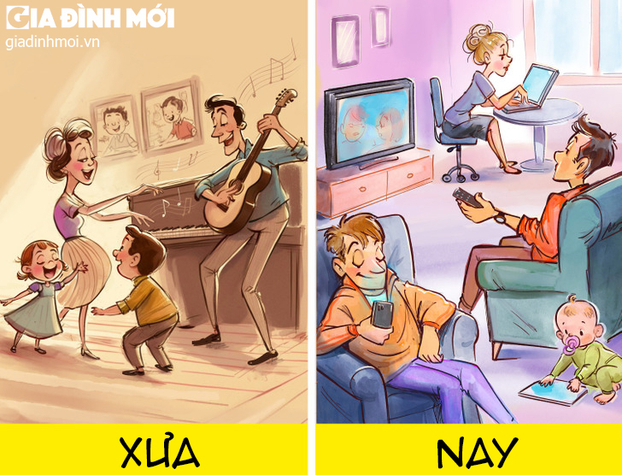 GIA ĐÌNH MỚI
giadinhmoi.vn
XƯA
NAY